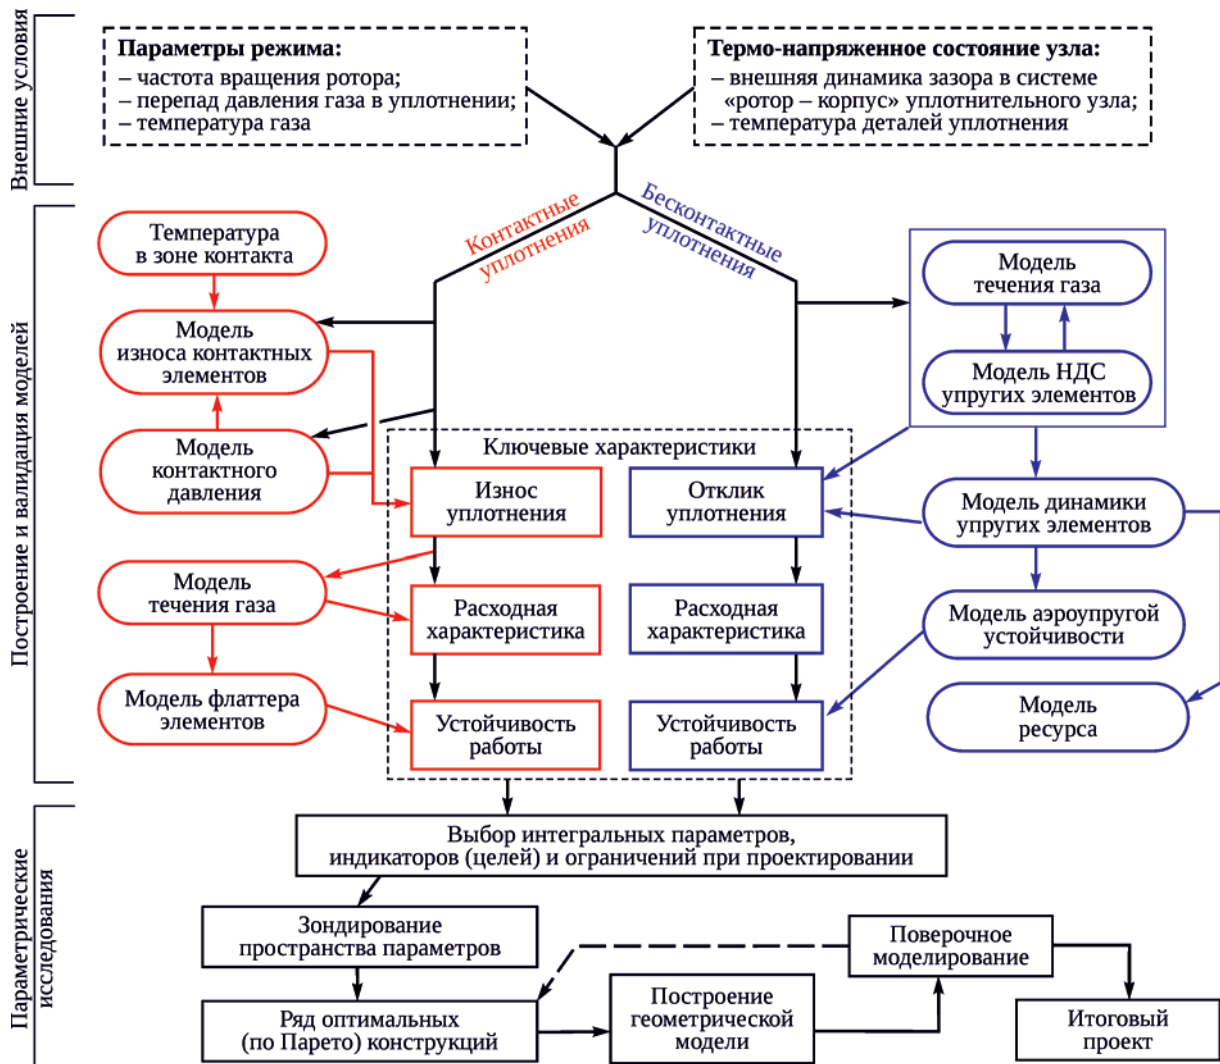 Внешние условия
Параметры режима:
– частота вращения ротора;
– перепад давления газа в уплотнении;
– температура газа
Термо-напряженное состояние узла:
– внешняя динамика зазора в системе
«ротор – корпус» уплотнительного узла;
– температура деталей уплотнения
Построение и валидация моделей
Контактные
уплотнения
Бесконтактные
уплотнения
Температура
в зоне контакта
Модель
износа контактных
элементов
Модель
контактного
давления
Модель
течения газа
Модель флаттера
элементов
Ключевые характеристики
Износ
уплотнения
Расходная
характеристика
Устойчивость
работы
Отклик
уплотнения
Расходная
характеристика
Устойчивость
работы
Модель
течения газа
Модель НДС
упругих элементов
Модель динамики
упругих элементов
Модель аэроупругой
устойчивости
Модель
ресурса
Параметрические
исследования
Выбор интегральных параметров,
индикаторов (целей) и ограничений при проектировании
Зондирование
пространства параметров
Ряд оптимальных
(по Парето) конструкций
Построение
геометрической
модели
Поверочное
моделирование
Итоговый
проект